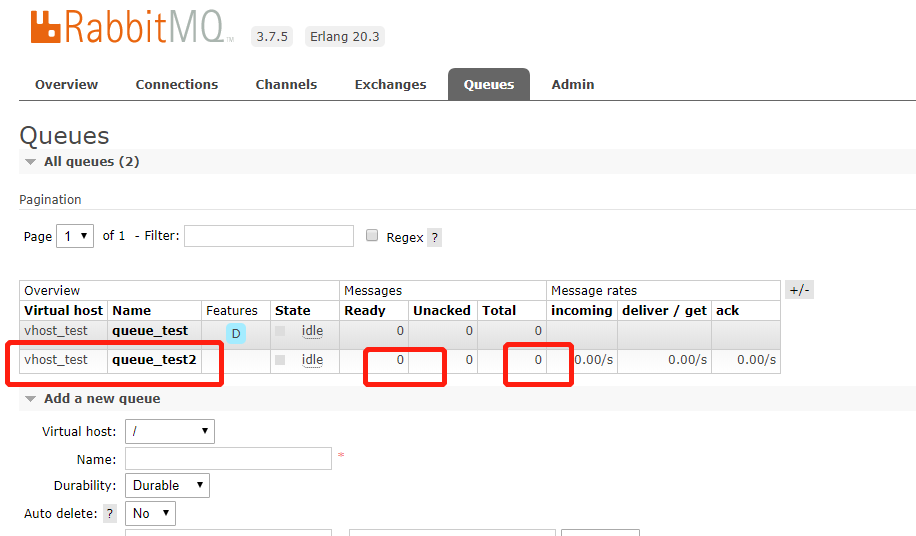 RabbitMQ TM 3.7.5 Erlang 20.3
Overview Connections Channels Exchanges Queues Admin
Queues
All queues (2)
Pagination
Page 1 of 1 - Filter: Regex ?
Overview Messages Message rates +/-
Virtual host Name Features State Ready Unacked Total incoming deliver / get ack
vhost_test queue_test D idle 0 0 0
vhost_test queue_test2 idle 0 0 0 0.00/s 0.00/s 0.00/s
Add a new queue
Virtual host: /
Name: *
Durability: Durable
Auto delete: ? No